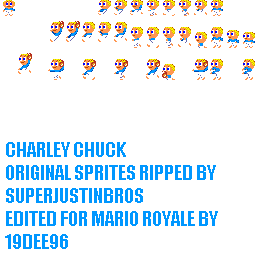 CHARLEY CHUCK
ORIGINAL SPRITES RIPPED BY
SUPERJUSTINBROS
EDITED FOR MARIO ROYALE BY
19DEE96